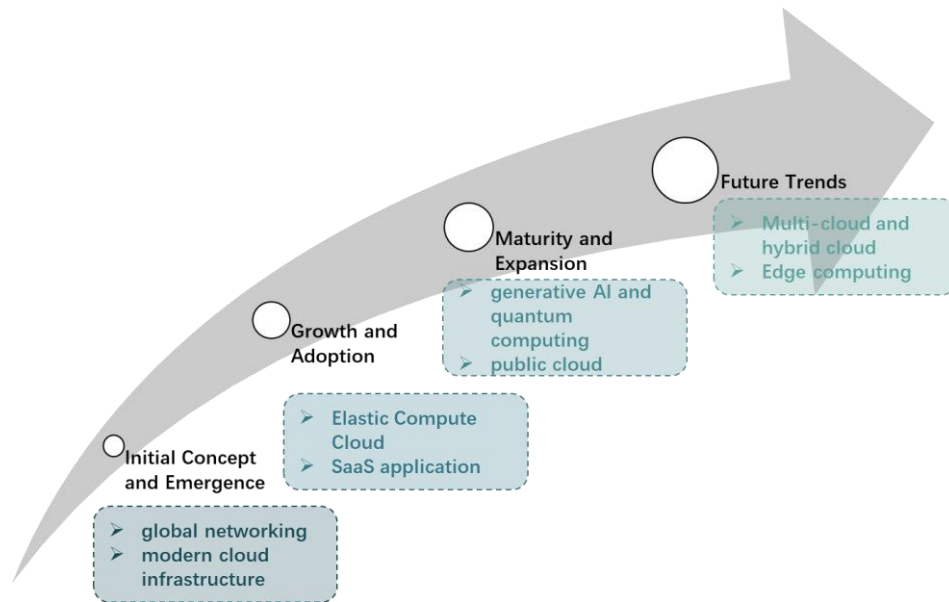 Initial Concept
and Emergence
➢ global networking
➢ modern cloud
infrastructure
Growth and
Adoption
➢ Elastic Compute
Cloud
➢ SaaS application
Maturity and
Expansion
➢ generative AI and
quantum
computing
➢ public cloud
Future Trends
➢ Multi-cloud and
hybrid cloud
➢ Edge computing